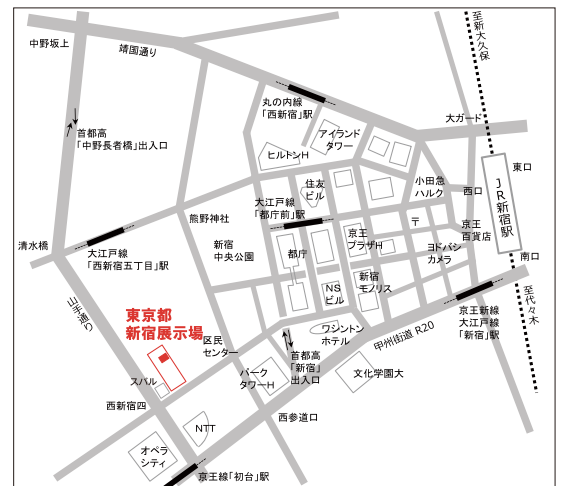 中野坂上
靖国通り
至新大久保
首都高
「中野長者橋」出入口
丸の内線
「西新宿」駅
アイランド
タワー
大ガード
ヒルトンH
住友
ビル
小田急
ハルク
西口
東口
JR新宿駅
熊野神社
大江戸線
「都庁前」駅
〒
京王
百貨店
清水橋
大江戸線
「西新宿五丁目」駅
新宿
中央公園
都庁
京王
プラザH
ヨドバシ
カメラ
南口
山手通り
東京都
新宿展示場
NS
ビル
新宿
モノリス
至代々木
区民
センター
ワシントン
ホテル
甲州街道 R20
京王新線
大江戸線
「新宿」駅
首都高
「新宿」
出入口
スバル
パーク
タワーH
文化学園大
西新宿四
西参道口
NTT
オペラ
シティ
京王線「初台」駅